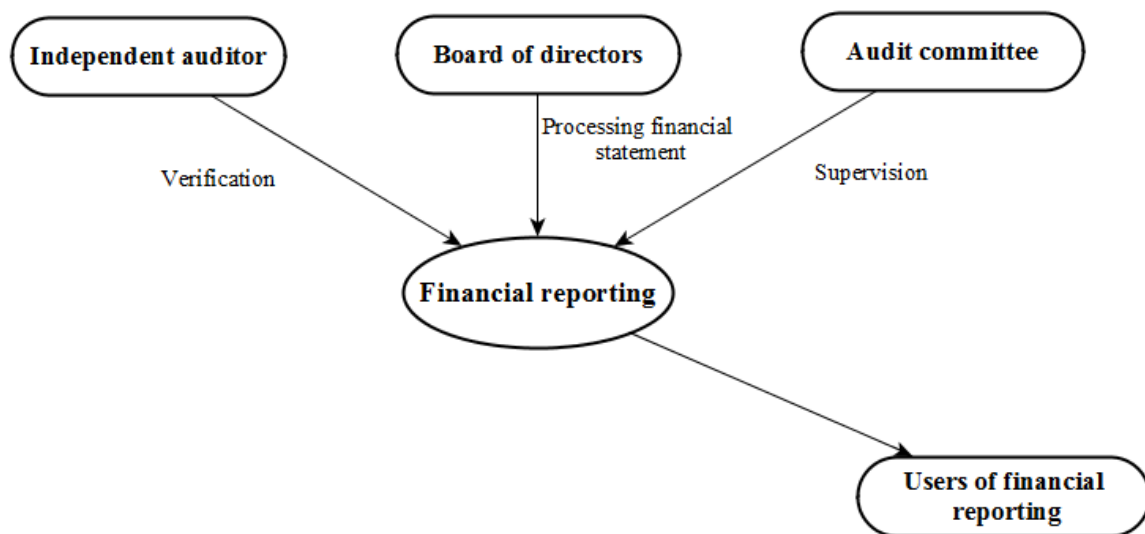 Independent auditor
Board of directors
Audit committee
Processing financial
statement
Verification
Supervision
Financial reporting
Users of financial
reporting